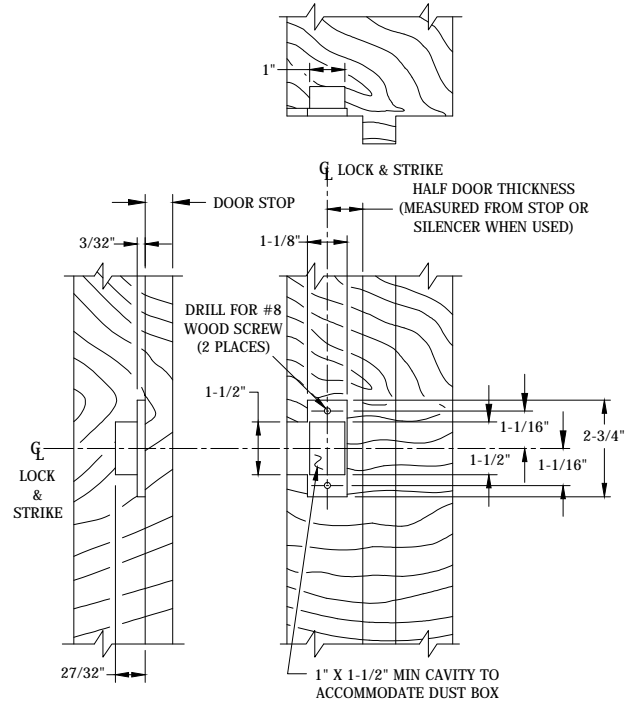 1"
℄ LOCK & STRIKE
HALF DOOR THICKNESS
(MEASURED FROM STOP OR
SILENCER WHEN USED)
DOOR STOP
3/32"
1-1/8"
DRILL FOR #8
WOOD SCREW
(2 PLACES)
1-1/2"
1-1/16"
2-3/4"
1-1/2"
1-1/16"
℄
LOCK
&
STRIKE
27/32"
1" X 1-1/2" MIN CAVITY TO
ACCOMMODATE DUST BOX